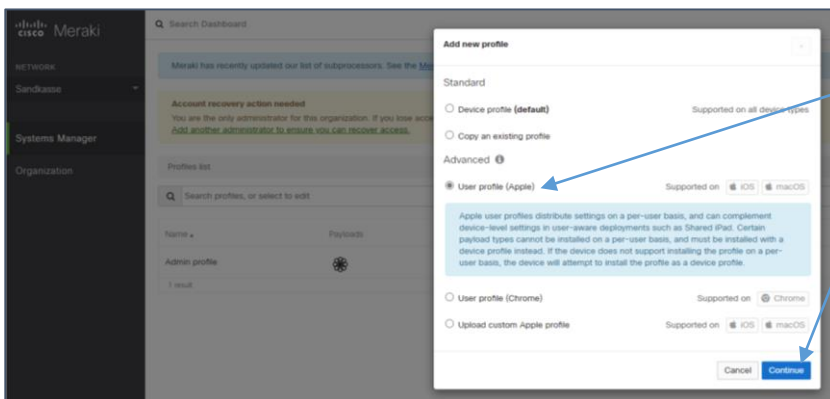 cisco Meraki
Search Dashboard
NETWORK
Sandkasse
Systems Manager
Organization
Meraki has recently updated our list of subprocessors. See the Me
Account recovery action needed
You are the only administrator for this organization. If you lose acce
Add another administrator to ensure you can recover access.
Profiles list
Search profiles, or select to edit
Name Payloads
Admin profile
1 result
Add new profile
Standard
Device profile (default) Supported on all device types
Copy an existing profile
Advanced
User profile (Apple) Supported on iOS macOS
Apple user profiles distribute settings on a per-user basis, and can complement
device-level settings in user-aware deployments such as Shared iPad. Certain
payload types cannot be installed on a per-user basis, and must be installed with a
device profile instead. If the device does not support installing the profile on a per-
user basis, the device will attempt to install the profile as a device profile.
User profile (Chrome) Supported on Chrome
Upload custom Apple profile Supported on iOS macOS
Cancel Continue